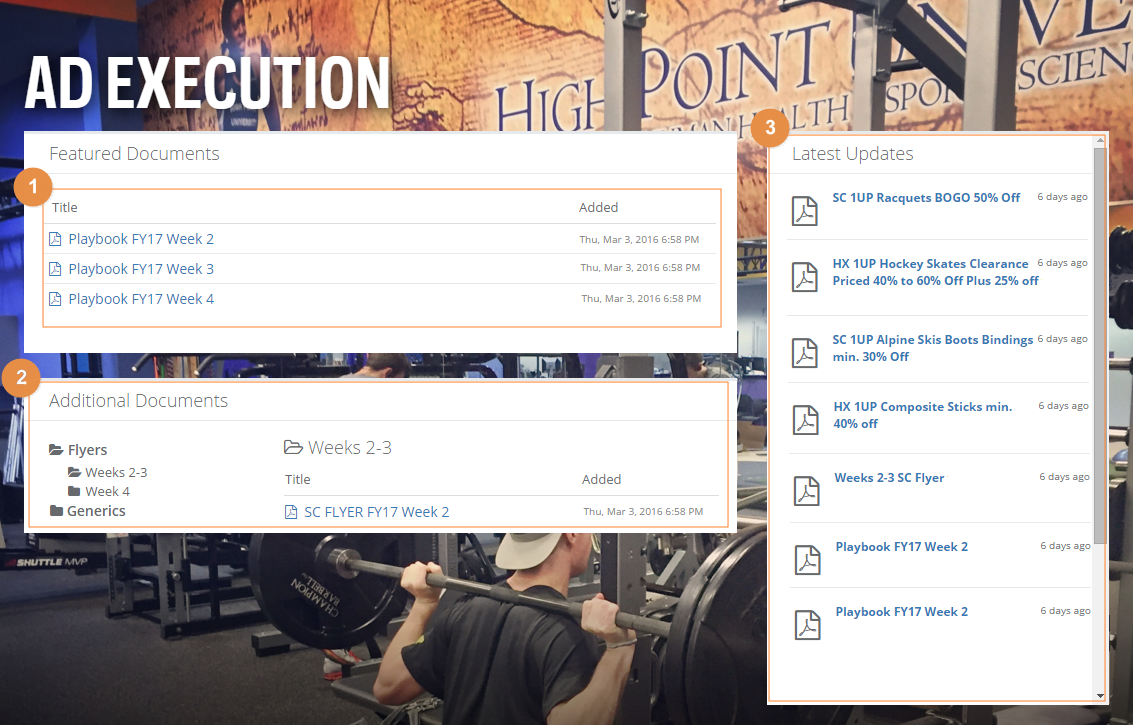 HIGH POINT UNIVE
HUMAN HEALTH SPO SCIEN
AD EXECUTION
1
Featured Documents
Title Added
Playbook FY17 Week 2 Thu, Mar 3, 2016 6:58 PM
Playbook FY17 Week 3 Thu, Mar 3, 2016 6:58 PM
Playbook FY17 Week 4 Thu, Mar 3, 2016 6:58 PM
2
Additional Documents
Flyers
Weeks 2-3
Week 4
Generics
Weeks 2-3
Title Added
SC FLYER FY17 Week 2 Thu, Mar 3, 2016 6:58 PM
3
Latest Updates
SC 1UP Racquets BOGO 50% Off 6 days ago
HX 1UP Hockey Skates Clearance 6 days ago
Priced 40% to 60% Off Plus 25% off
SC 1UP Alpine Skis Boots Bindings 6 days ago
min. 30% Off
HX 1UP Composite Sticks min. 6 days ago
40% off
Weeks 2-3 SC Flyer 6 days ago
Playbook FY17 Week 2 6 days ago
Playbook FY17 Week 2 6 days ago
SHUTTLE MVP
CHAMPION
BARBELL